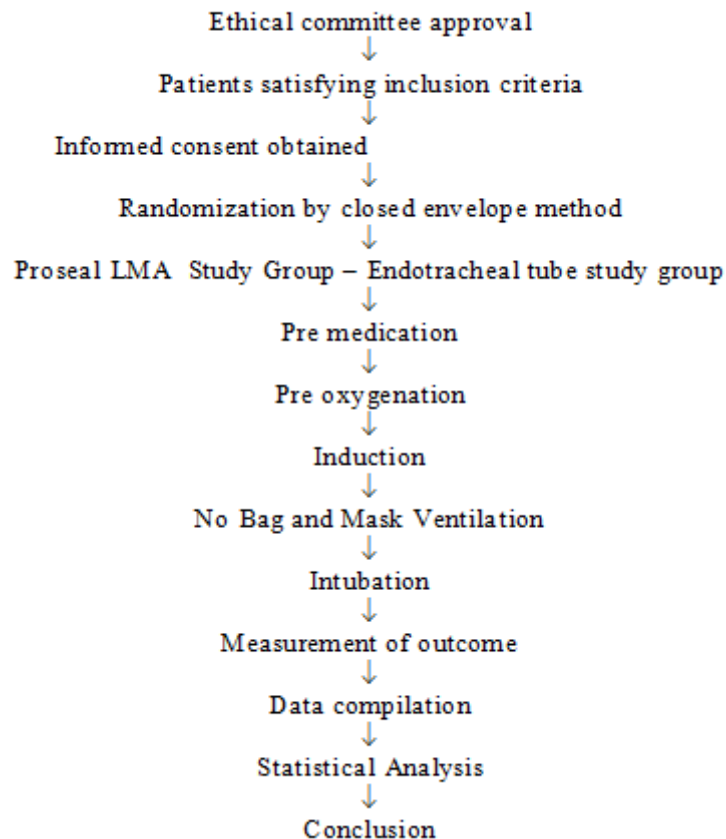 Ethical committee approval
↓
Patients satisfying inclusion criteria
↓
Informed consent obtained
↓
Randomization by closed envelope method
↓
Proseal LMA Study Group – Endotracheal tube study group
↓
Pre medication
↓
Pre oxygenation
↓
Induction
↓
No Bag and Mask Ventilation
↓
Intubation
↓
Measurement of outcome
↓
Data compilation
↓
Statistical Analysis
↓
Conclusion